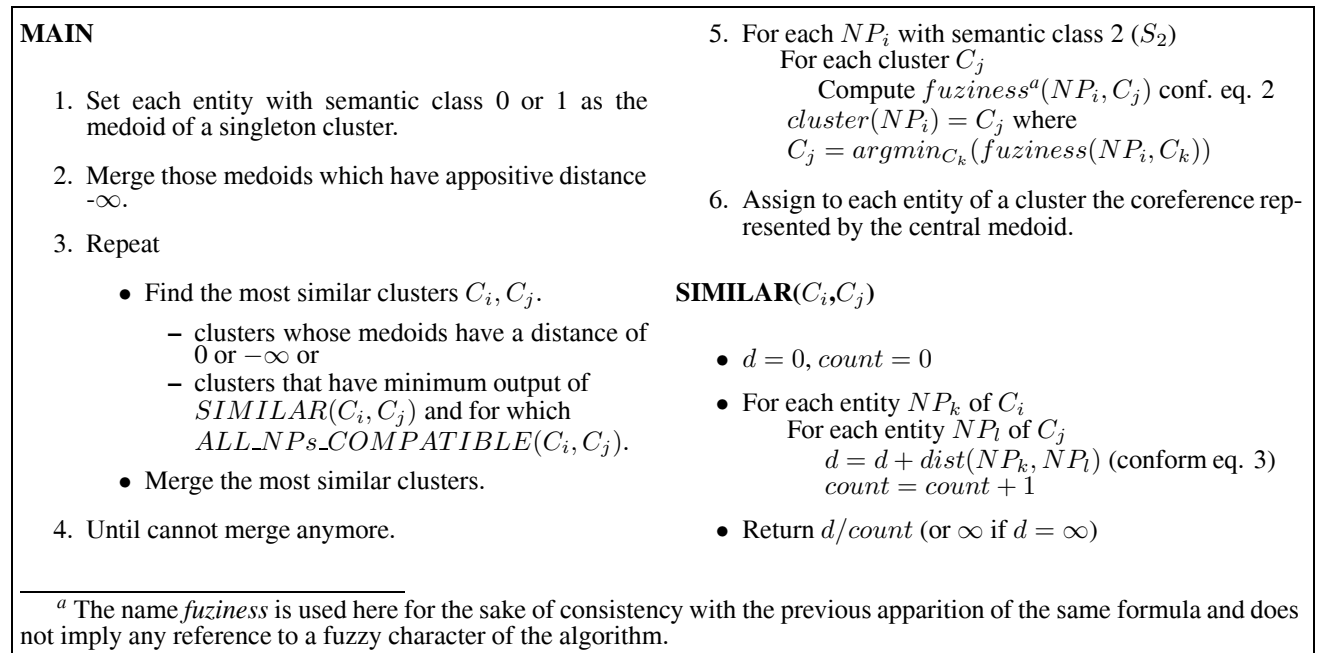 MAIN
1. Set each entity with semantic class 0 or 1 as the
medoid of a singleton cluster.
2. Merge those medoids which have appositive distance
-∞.
3. Repeat
• Find the most similar clusters C_i, C_j.
– clusters whose medoids have a distance of
0 or −∞ or
– clusters that have minimum output of
SIMILAR(C_i, C_j) and for which
ALL_NPs_COMPATIBLE(C_i, C_j).
• Merge the most similar clusters.
4. Until cannot merge anymore.
5. For each NP_i with semantic class 2 (S_2)
For each cluster C_j
Compute fuziness^a(NP_i, C_j) conf. eq. 2
cluster(NP_i) = C_j where
C_j = argmin_{C_k}(fuziness(NP_i, C_k))
6. Assign to each entity of a cluster the coreference rep-
resented by the central medoid.
SIMILAR(C_i,C_j)
• d = 0, count = 0
• For each entity NP_k of C_i
For each entity NP_l of C_j
d = d + dist(NP_k, NP_l) (conform eq. 3)
count = count + 1
• Return d/count (or ∞ if d = ∞)
^a The name fuziness is used here for the sake of consistency with the previous apparition of the same formula and does
not imply any reference to a fuzzy character of the algorithm.